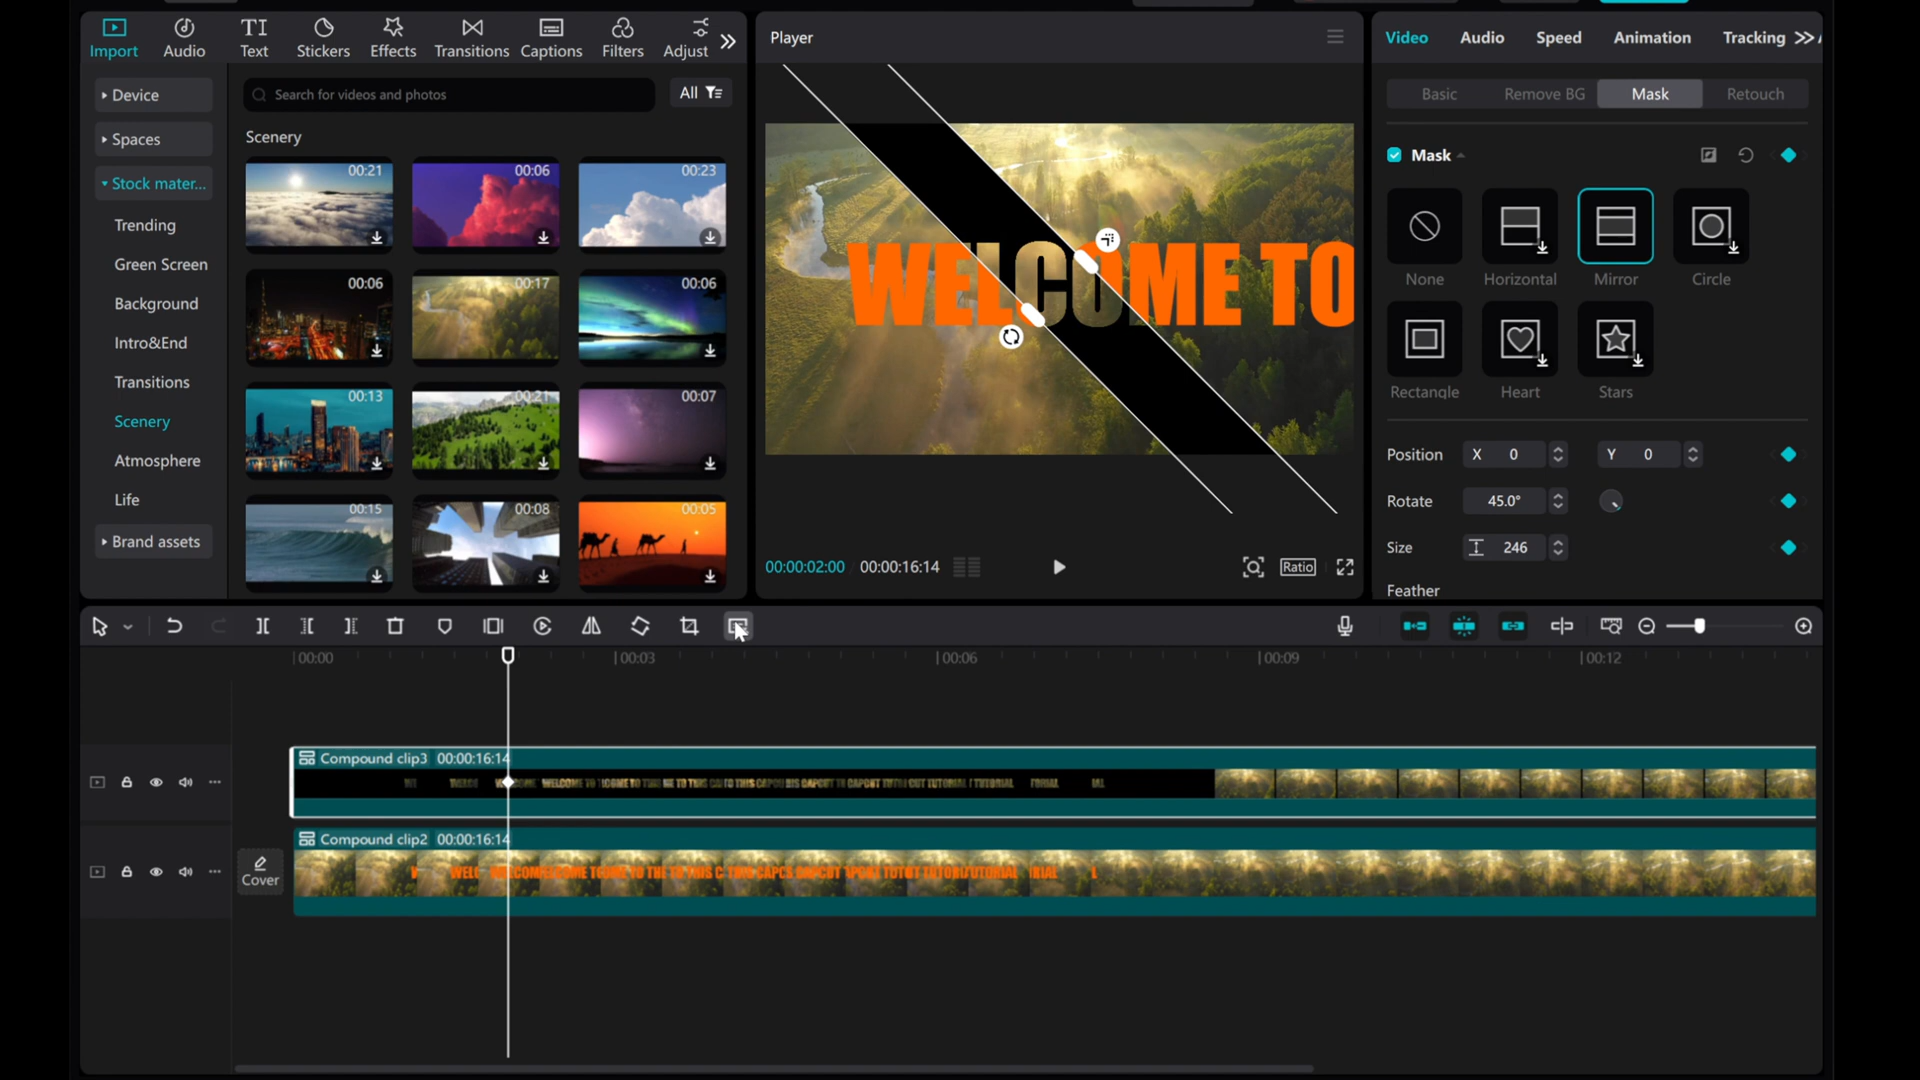 Import
Audio
Text
Stickers
Effects
Transitions
Captions
Filters
Adjust
Player
Video
Audio
Speed
Animation
Tracking
Device
Spaces
Stock mater...
Trending
Green Screen
Background
Intro&End
Transitions
Scenery
Atmosphere
Life
Brand assets
Search for videos and photos
All
Scenery
00:21
00:06
00:23
00:06
00:17
00:06
00:13
00:21
00:07
00:15
00:08
00:05
WELCOME TO
00:00:02:00
00:00:16:14
Ratio
Basic
Remove BG
Mask
Retouch
Mask
None
Horizontal
Mirror
Circle
Rectangle
Heart
Stars
Position X 0 Y 0
Rotate 45.0°
Size 246
Feather
00:00
00:03
00:06
00:09
00:12
Compound clip3 00:00:16:14
Compound clip2 00:00:16:14
Cover